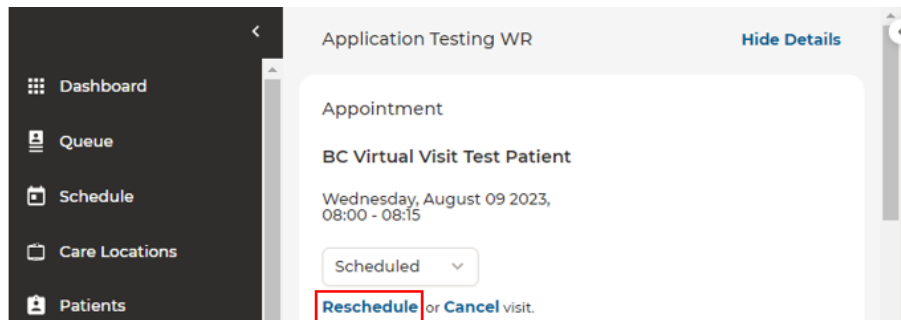 Dashboard
Queue
Schedule
Care Locations
Patients
Application Testing WR
Hide Details
Appointment
BC Virtual Visit Test Patient
Wednesday, August 09 2023,
08:00 - 08:15
Scheduled
Reschedule or Cancel visit.